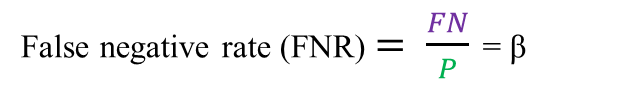 False negative rate (FNR) = FN/P = β